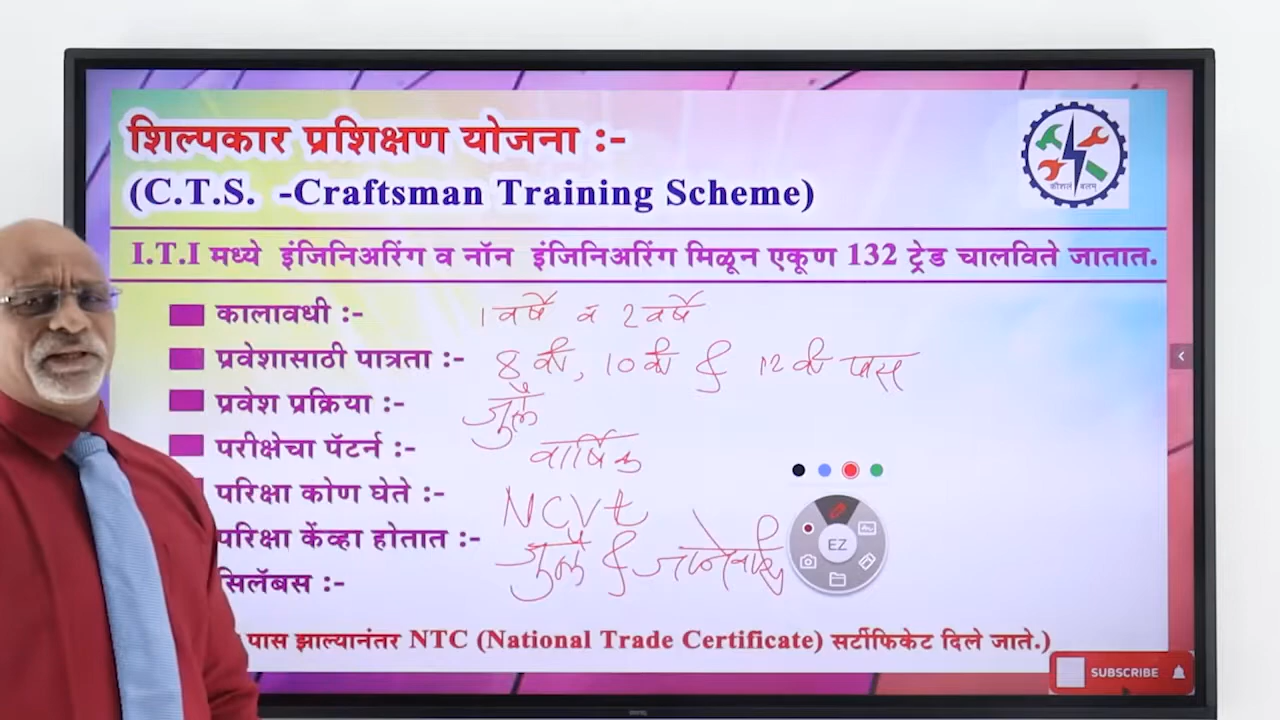 शिल्पकार प्रशिक्षण योजना :-
(C.T.S. -Craftsman Training Scheme)
कौशलं बलम्
I.T.I मध्ये इंजिनिअरिंग व नॉन इंजिनिअरिंग मिळून एकूण 132 ट्रेड चालविते जातात.
कालावधी :- 1 वर्षे व 2 वर्षे
प्रवेशासाठी पात्रता :- 8 वी, 10 वी & 12 वी पास
प्रवेश प्रक्रिया :- जुलै
परीक्षेचा पॅटर्न :- वार्षिक
परिक्षा कोण घेते :- NCVt
परिक्षा केंव्हा होतात :- जुलै & जानेवारी
सिलॅबस :-
EZ
पास झाल्यानंतर NTC (National Trade Certificate) सर्टीफिकेट दिले जाते.)
SUBSCRIBE